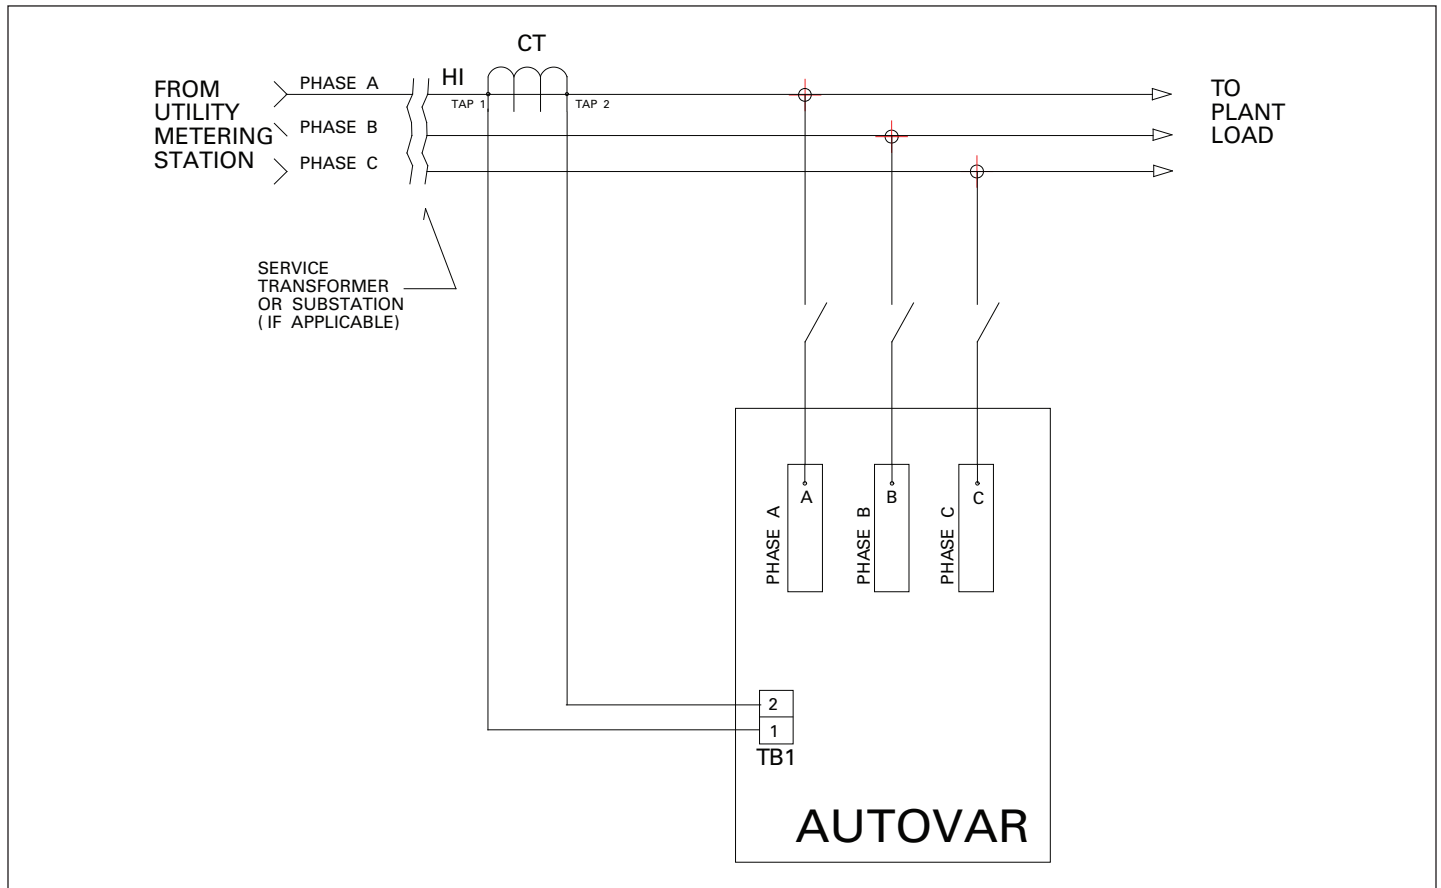 CT
FROM
UTILITY
METERING
STATION
PHASE A
HI
TAP 1
TAP 2
PHASE B
PHASE C
TO
PLANT
LOAD
SERVICE
TRANSFORMER
OR SUBSTATION
( IF APPLICABLE)
PHASE A
A
PHASE B
B
PHASE C
C
2
1
TB1
AUTOVAR